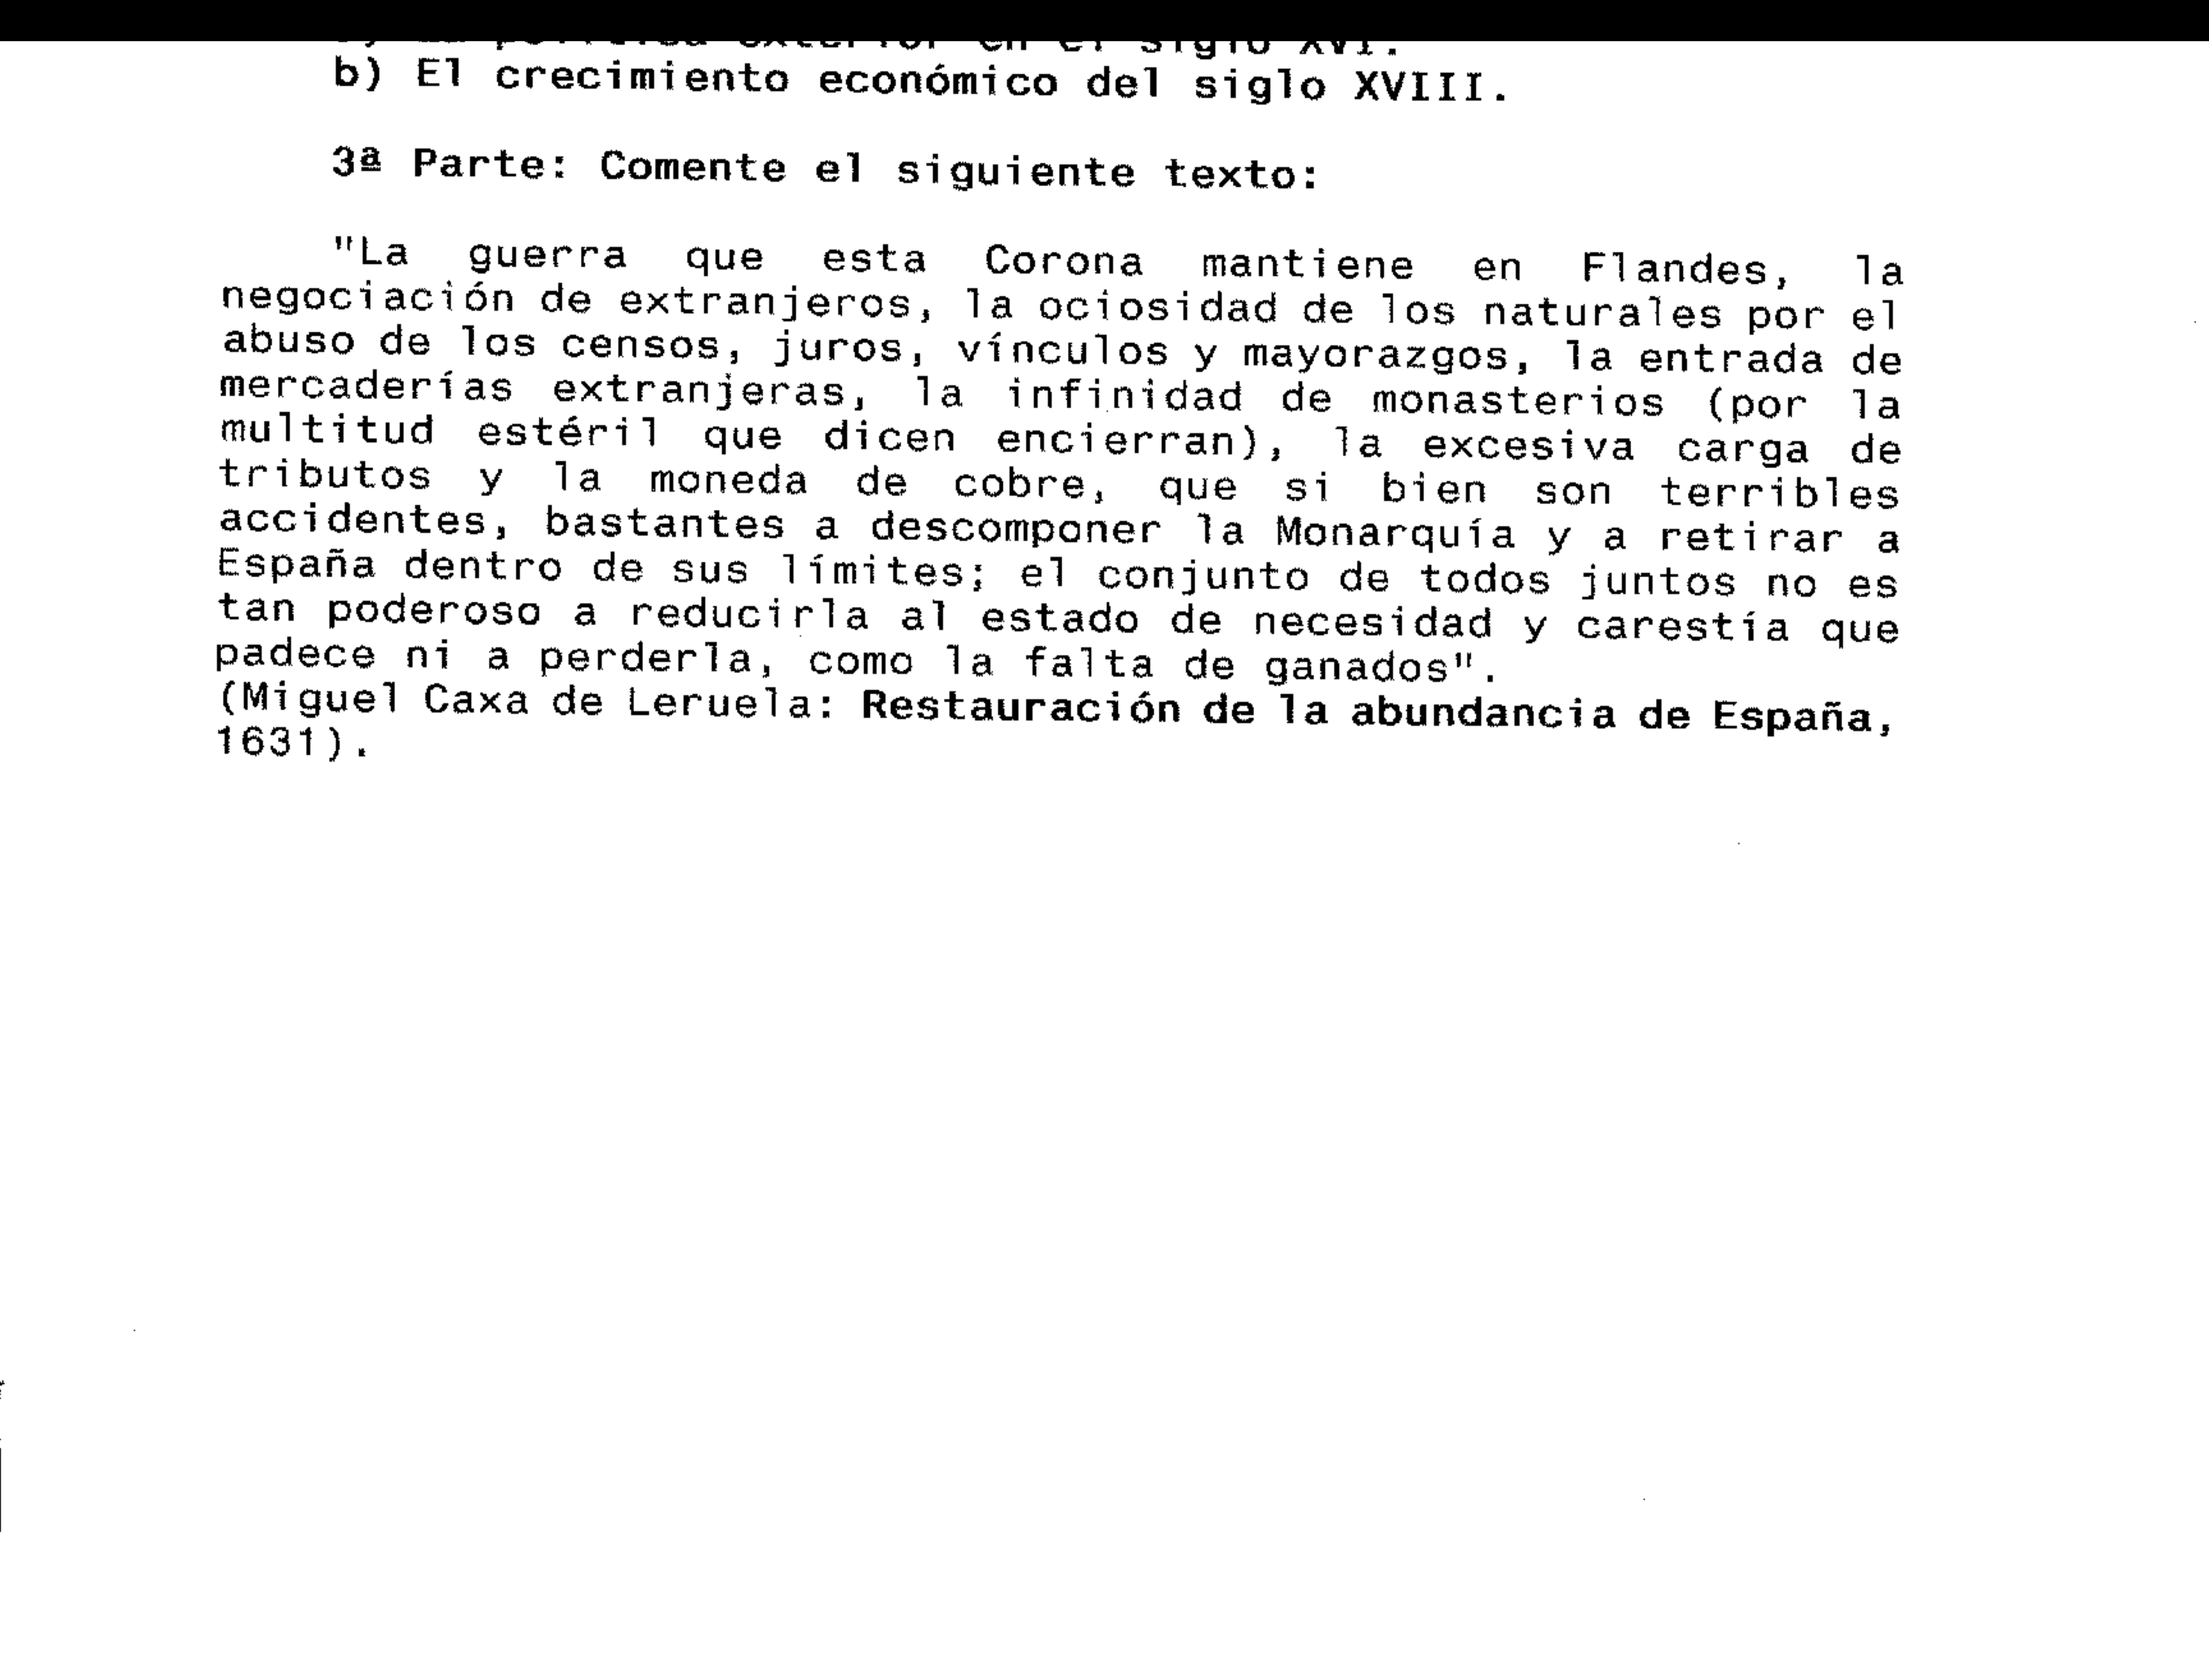 exterior en el siglo XVI.
b) El crecimiento económico del siglo XVIII.
3ª Parte: Comente el siguiente texto:
"La guerra que esta Corona mantiene en Flandes, la
negociación de extranjeros, la ociosidad de los naturales por el
abuso de los censos, juros, vínculos y mayorazgos, la entrada de
mercaderías extranjeras, la infinidad de monasterios (por la
multitud estéril que dicen encierran), la excesiva carga de
tributos y la moneda de cobre, que si bien son terribles
accidentes, bastantes a descomponer la Monarquía y a retirar a
España dentro de sus límites; el conjunto de todos juntos no es
tan poderoso a reducirla al estado de necesidad y carestía que
padece ni a perderla, como la falta de ganados".
(Miguel Caxa de Leruela: Restauración de la abundancia de España,
1631).